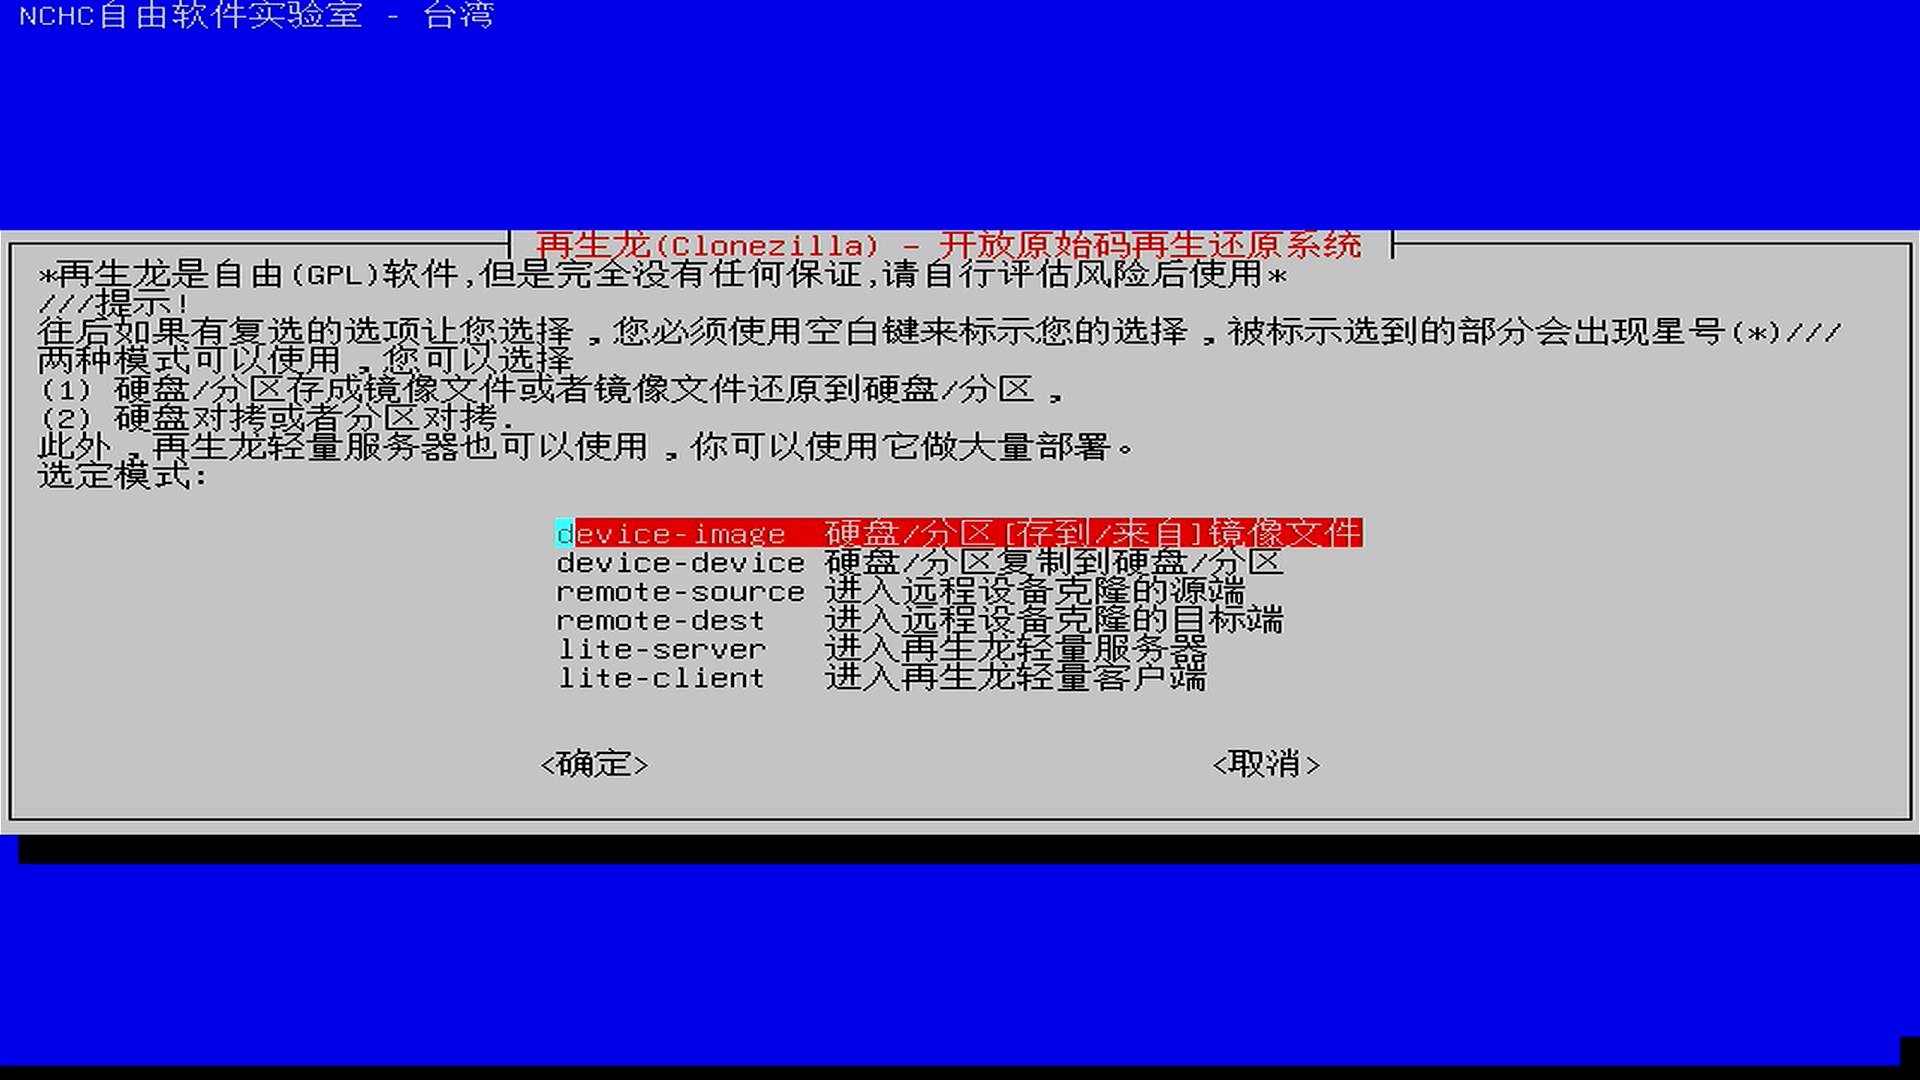 NCHC自由软件实验室 - 台湾
再生龙(Clonezilla) - 开放原始码再生还原系统
*再生龙是自由(GPL)软件,但是完全没有任何保证,请自行评估风险后使用*
///提示!
往后如果有复选的选项让您选择，您必须使用空白键来标示您的选择，被标示选到的部分会出现星号(*)///
两种模式可以使用，您可以选择
(1) 硬盘/分区存成镜像文件或者镜像文件还原到硬盘/分区，
(2) 硬盘对拷或者分区对拷.
此外，再生龙轻量服务器也可以使用，你可以使用它做大量部署。
选定模式:
device-image 硬盘/分区[存到/来自]镜像文件
device-device 硬盘/分区复制到硬盘/分区
remote-source 进入远程设备克隆的源端
remote-dest 进入远程设备克隆的目标端
lite-server 进入再生龙轻量服务器
lite-client 进入再生龙轻量客户端
<确定> <取消>